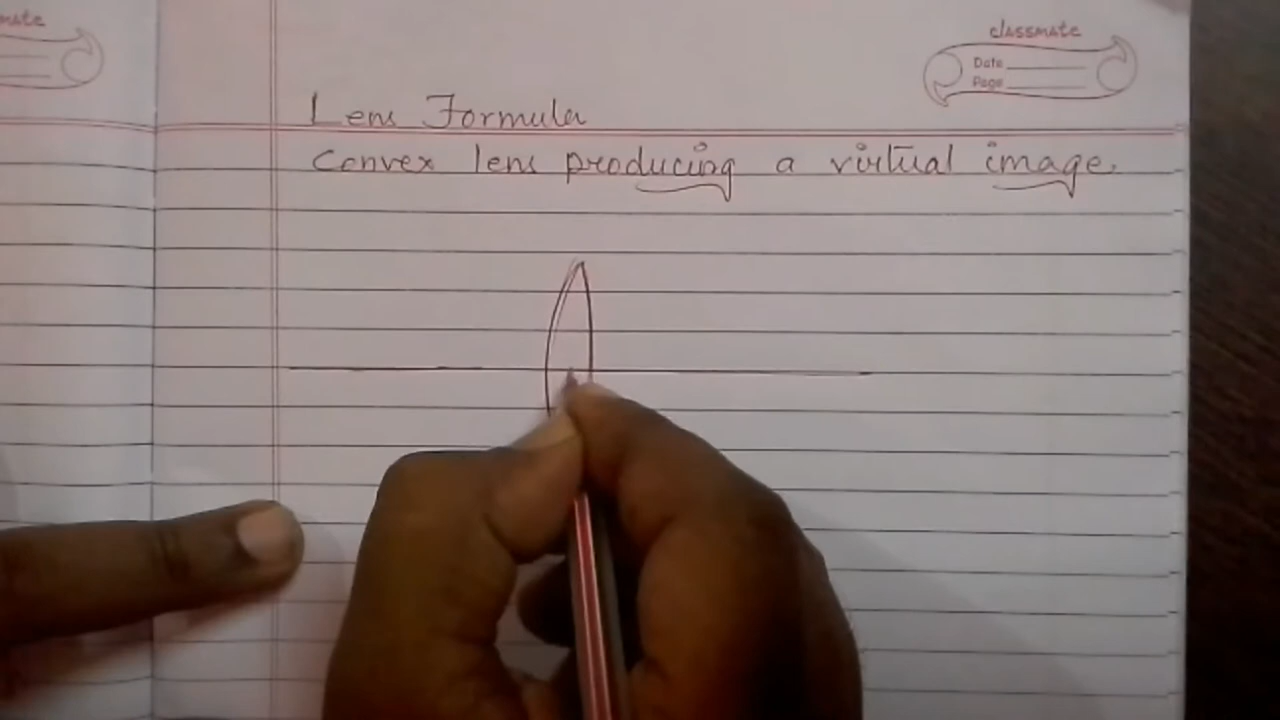 classmate
Date
Page
Lens Formula
Convex lens producing a virtual image.